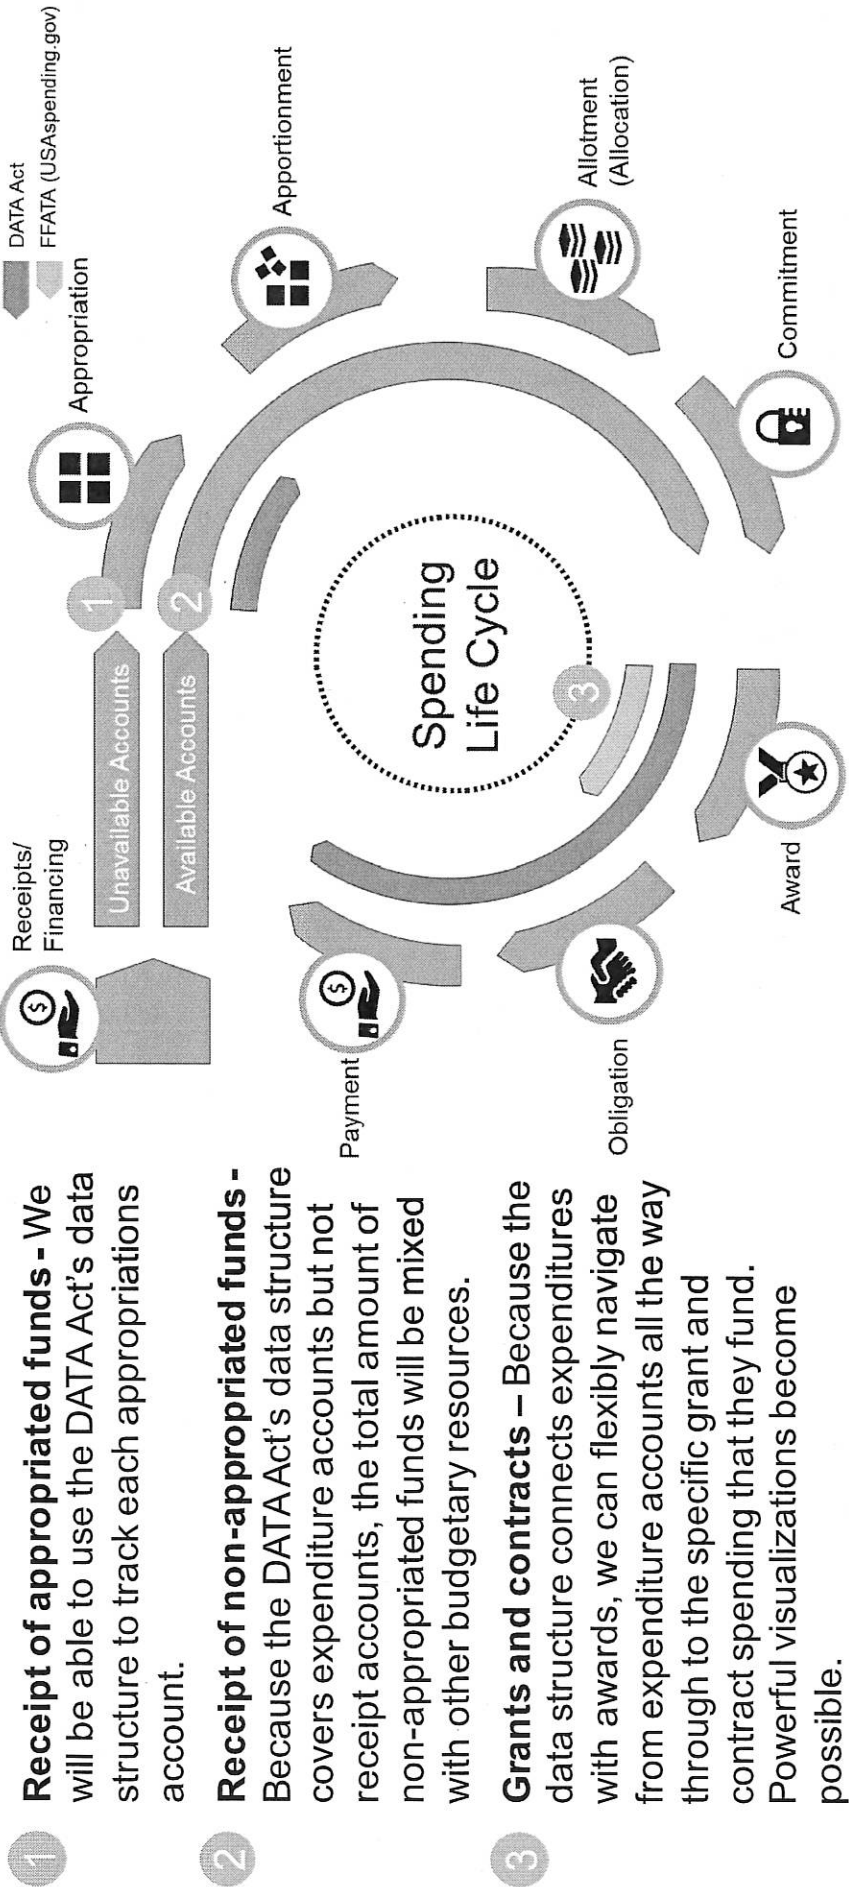 1
Receipt of appropriated funds - We
will be able to use the DATA Act's data
structure to track each appropriations
account.
2
Receipt of non-appropriated funds -
Because the DATA Act's data structure
covers expenditure accounts but not
receipt accounts, the total amount of
non-appropriated funds will be mixed
with other budgetary resources.
3
Grants and contracts – Because the
data structure connects expenditures
with awards, we can flexibly navigate
from expenditure accounts all the way
through to the specific grant and
contract spending that they fund.
Powerful visualizations become
possible.
DATA Act
FFATA (USAspending.gov)
Receipts/
Financing
$
Unavailable Accounts
1
Available Accounts
2
Appropriation
Apportionment
Allotment
(Allocation)
Commitment
Spending
Life Cycle
3
Award
Obligation
Payment
$